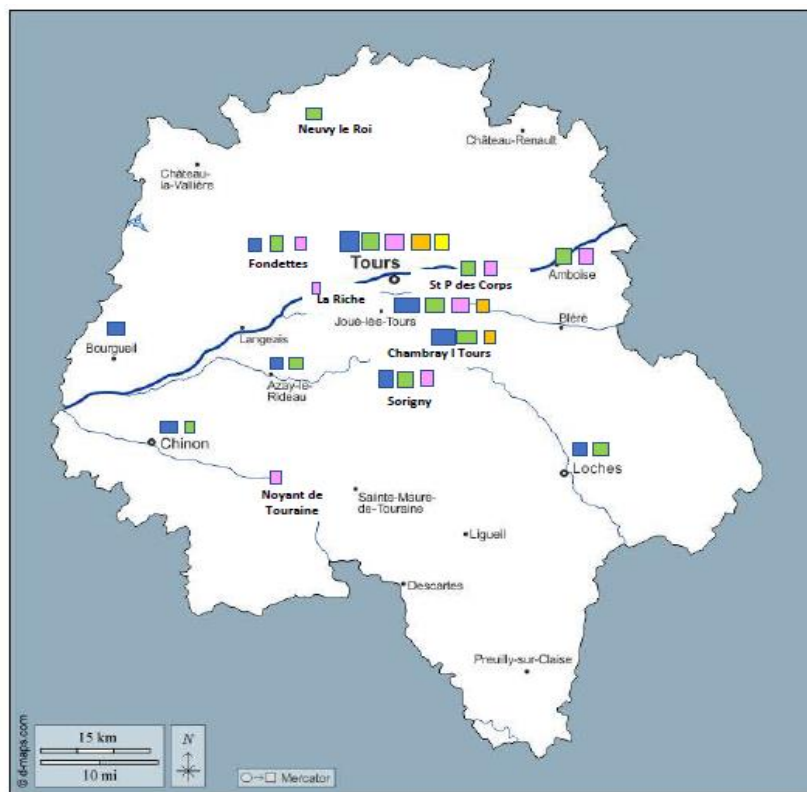 Neuvy le Roi
Château-Renault
Château-
la-Vallière
Fondettes
Tours
St P des Corps
Amboise
La Riche
Joué-lès-Tours
Bléré
Langeais
Bourgueil
Chambray l Tours
Azay-le-
Rideau
Sorigny
Chinon
Loches
Noyant de
Touraine
Sainte-Maure-
de-Touraine
Ligueil
Descartes
Preuilly-sur-Claise
15 km
10 mi
N
Mercator
© d-maps.com